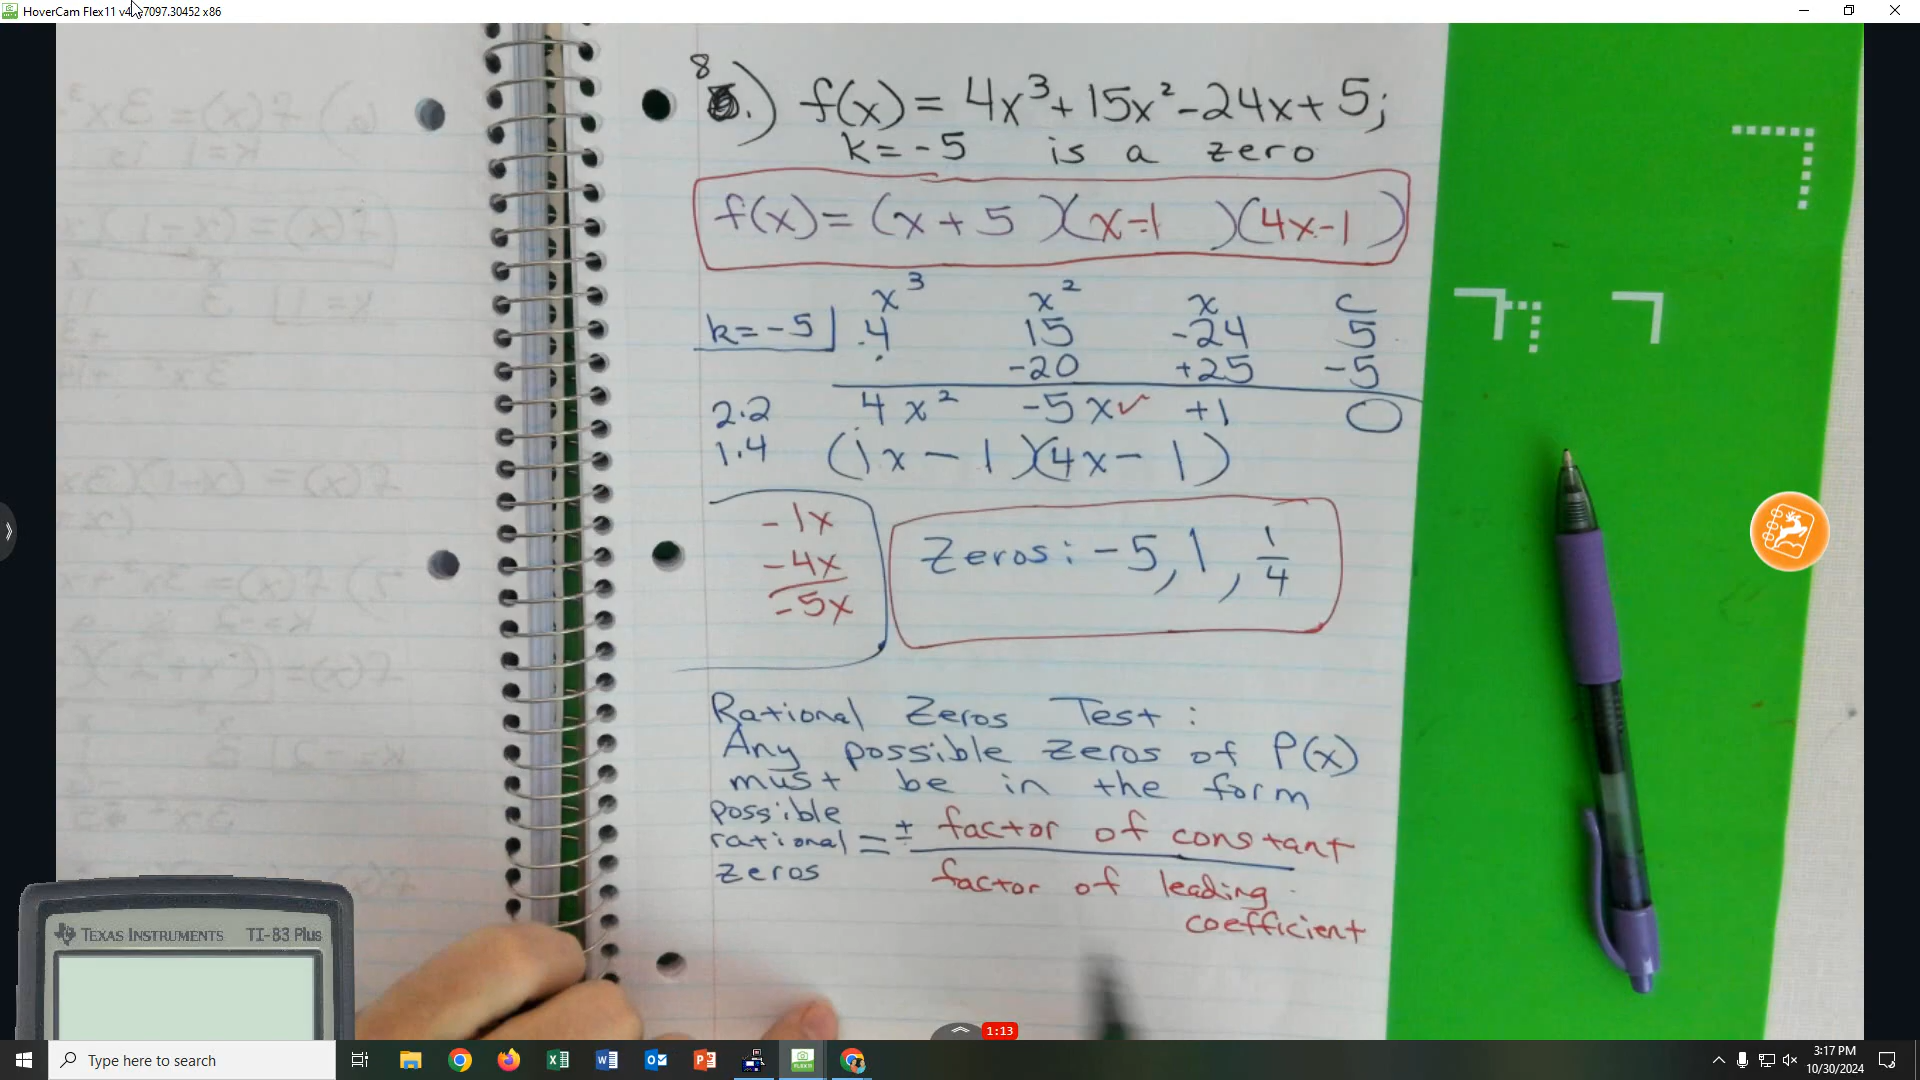 HoverCam Flex11 v4.
7097.30452 x86
8.) f(x) = 4x³ + 15x² - 24x + 5;
k = -5 is a zero
f(x) = (x + 5 )(x - 1 )(4x - 1 )
x³ x² x C
k = -5 4 15 -24 5
-20 +25 -5
2·2 4x² -5x✓ +1 0
1·4 (1x - 1)(4x - 1)
-1x
-4x
-5x
Zeros: -5, 1, 1/4
Rational Zeros Test :
Any possible zeros of P(x)
must be in the form
possible rational zeros = ± factor of constant / factor of leading coefficient
TEXAS INSTRUMENTS TI-83 Plus
1:13
Type here to search
3:17 PM
10/30/2024